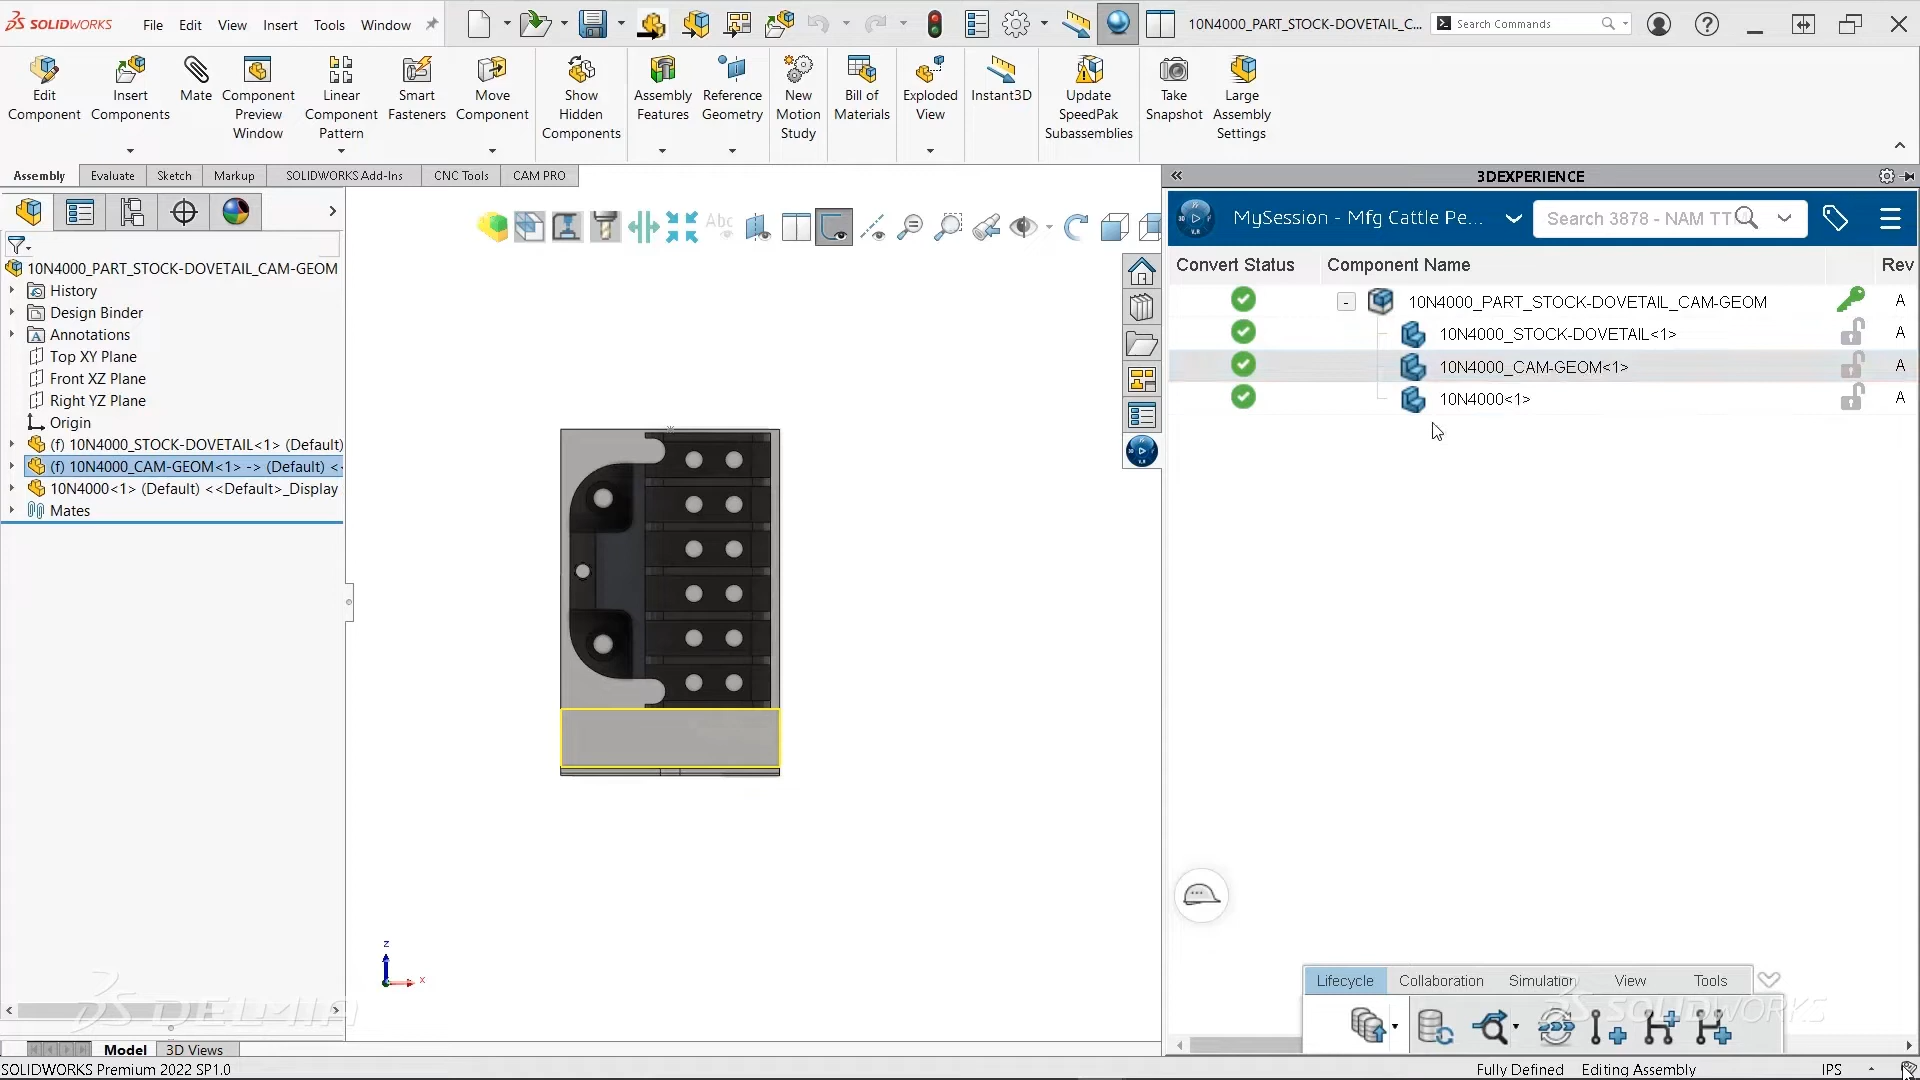 SOLIDWORKS
File Edit View Insert Tools Window
10N4000_PART_STOCK-DOVETAIL_C...
Search Commands
Edit Component
Insert Components
Mate
Component Preview Window
Linear Component Pattern
Smart Fasteners
Move Component
Show Hidden Components
Assembly Features
Reference Geometry
New Motion Study
Bill of Materials
Exploded View
Instant3D
Update SpeedPak Subassemblies
Take Snapshot
Large Assembly Settings
Assembly Evaluate Sketch Markup SOLIDWORKS Add-Ins CNC Tools CAM PRO
3DEXPERIENCE
MySession - Mfg Cattle Pe...
Search 3878 - NAM TT
Abc
10N4000_PART_STOCK-DOVETAIL_CAM-GEOM
History
Design Binder
Annotations
Top XY Plane
Front XZ Plane
Right YZ Plane
Origin
(f) 10N4000_STOCK-DOVETAIL<1> (Default)
(f) 10N4000_CAM-GEOM<1> -> (Default) <
10N4000<1> (Default) <<Default>_Display
Mates
Convert Status Component Name Rev
10N4000_PART_STOCK-DOVETAIL_CAM-GEOM A
10N4000_STOCK-DOVETAIL<1> A
10N4000_CAM-GEOM<1> A
10N4000<1> A
z
x
Lifecycle Collaboration Simulation View Tools
DELMIA
SOLIDWORKS
Model 3D Views
SOLIDWORKS Premium 2022 SP1.0
Fully Defined Editing Assembly IPS